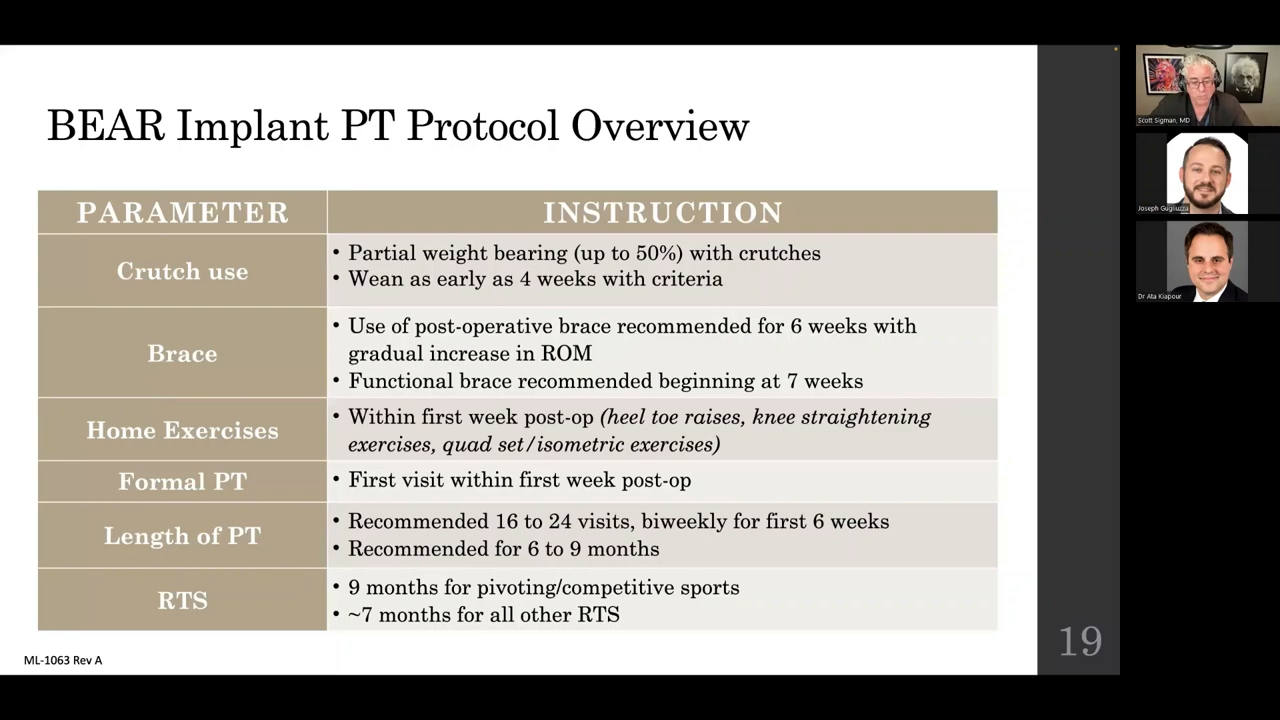 BEAR Implant PT Protocol Overview
PARAMETER
INSTRUCTION
Crutch use
• Partial weight bearing (up to 50%) with crutches
• Wean as early as 4 weeks with criteria
Brace
• Use of post-operative brace recommended for 6 weeks with
gradual increase in ROM
• Functional brace recommended beginning at 7 weeks
Home Exercises
• Within first week post-op (heel toe raises, knee straightening
exercises, quad set/isometric exercises)
Formal PT
• First visit within first week post-op
Length of PT
• Recommended 16 to 24 visits, biweekly for first 6 weeks
• Recommended for 6 to 9 months
RTS
• 9 months for pivoting/competitive sports
• ~7 months for all other RTS
ML-1063 Rev A
19
Scott Sigman, MD
Joseph Gugliuzza
Dr Ata Kiapour